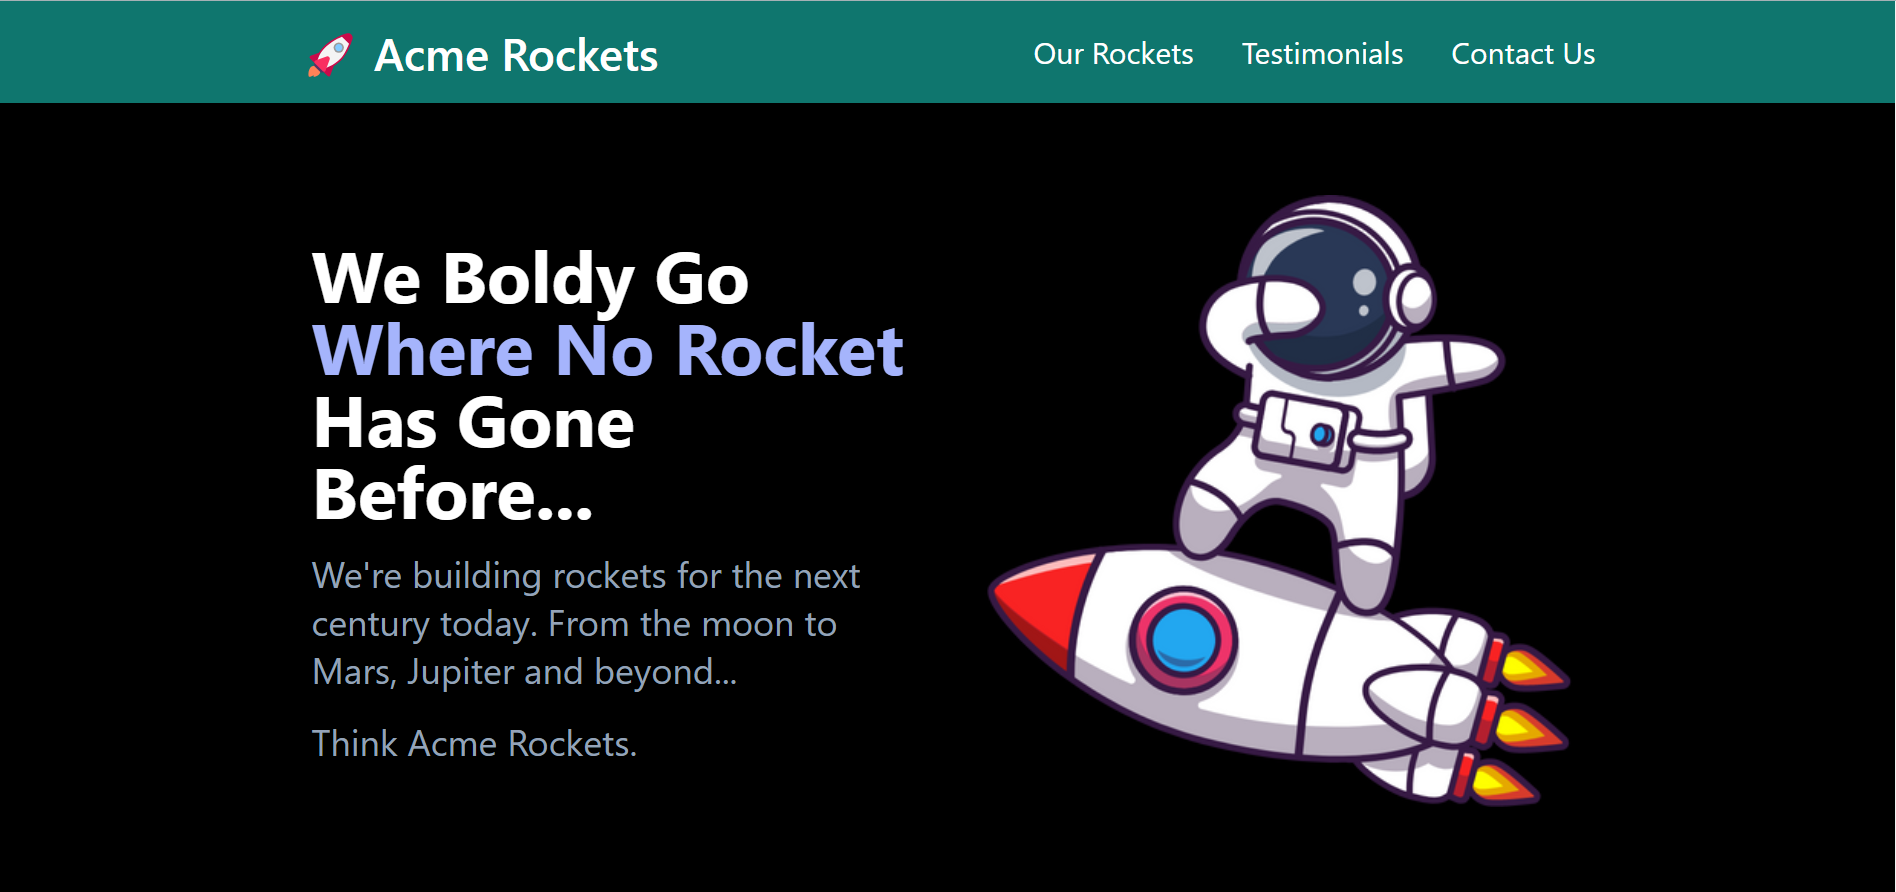 🚀 Acme Rockets
Our Rockets Testimonials Contact Us
We Boldy Go
Where No Rocket
Has Gone
Before...
We're building rockets for the next
century today. From the moon to
Mars, Jupiter and beyond...
Think Acme Rockets.